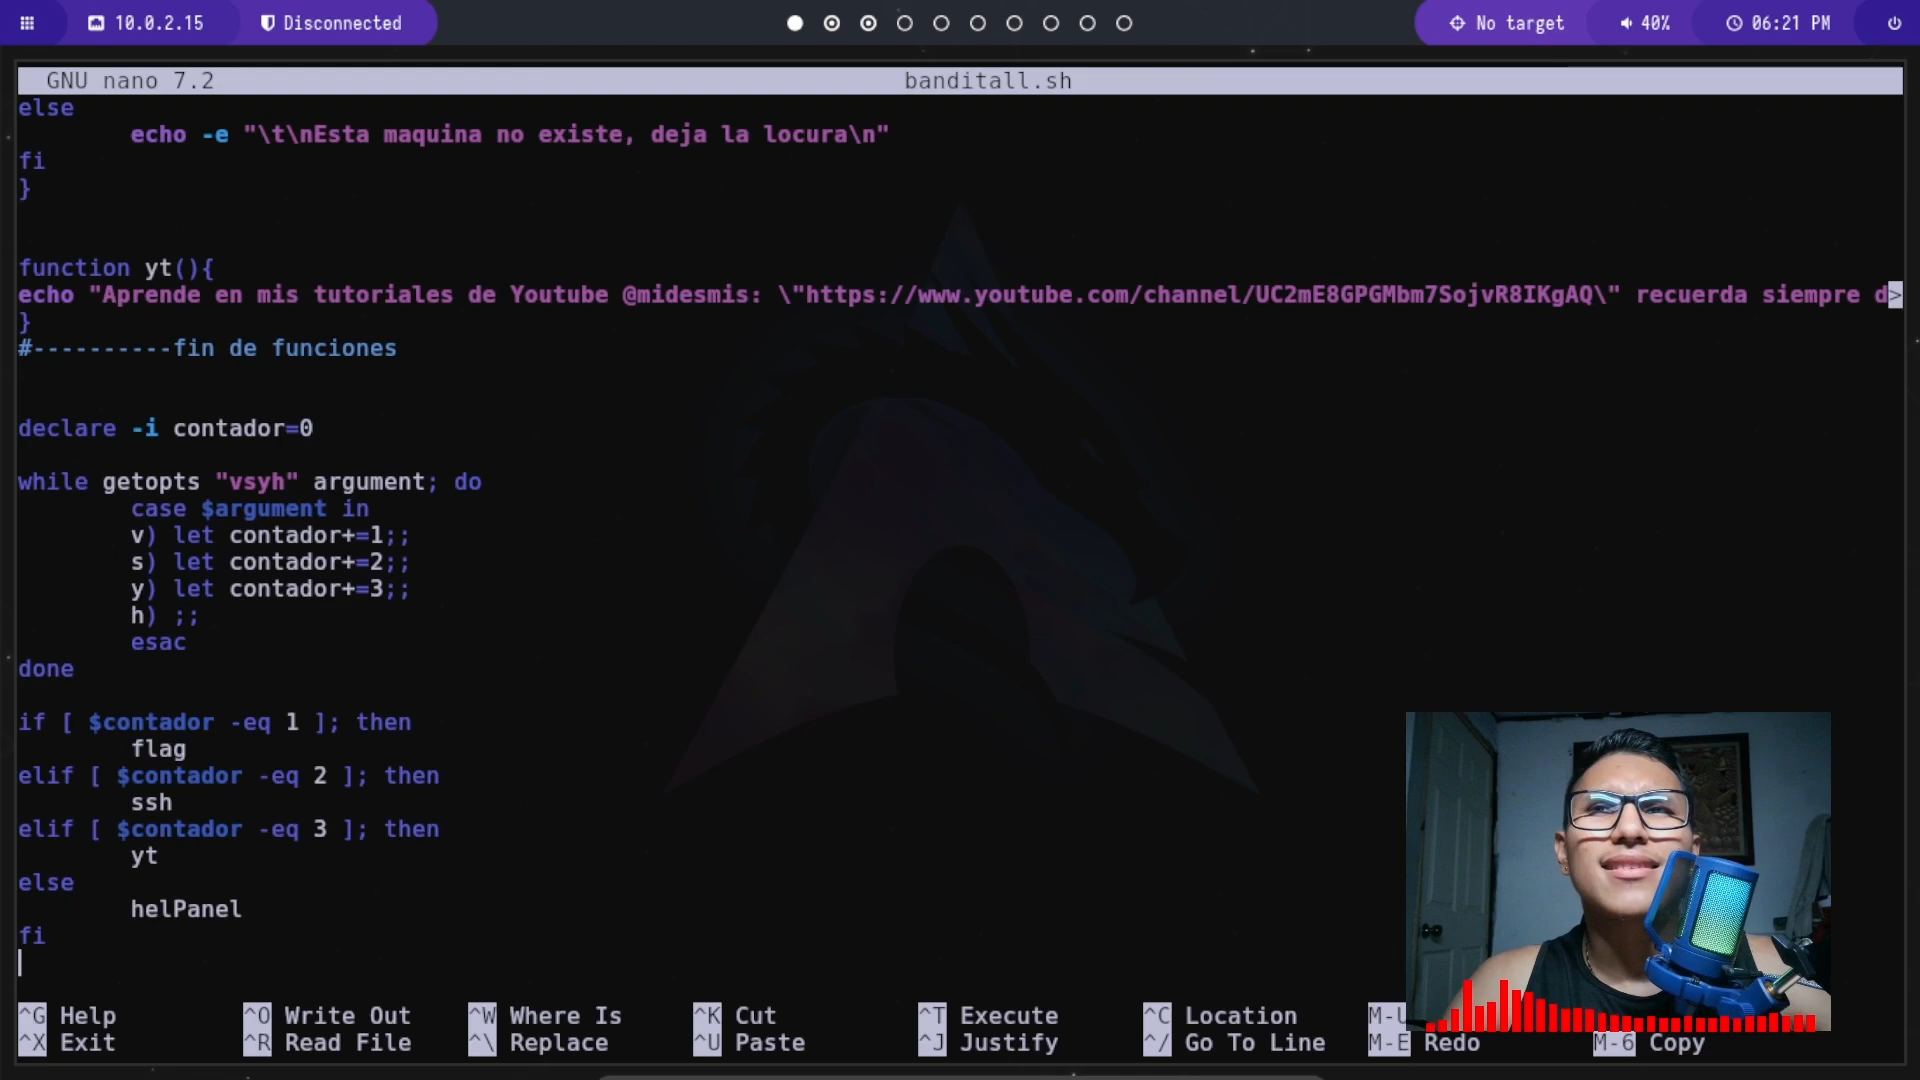 10.0.2.15 Disconnected No target 40% 06:21 PM
GNU nano 7.2 banditall.sh
else
echo -e "\t\nEsta maquina no existe, deja la locura\n"
fi
}
function yt(){
echo "Aprende en mis tutoriales de Youtube @midesmis: \"https://www.youtube.com/channel/UC2mE8GPGMbm7SojvR8IKgAQ\" recuerda siempre d>
}
#----------fin de funciones
declare -i contador=0
while getopts "vsyh" argument; do
case $argument in
v) let contador+=1;;
s) let contador+=2;;
y) let contador+=3;;
h) ;;
esac
done
if [ $contador -eq 1 ]; then
flag
elif [ $contador -eq 2 ]; then
ssh
elif [ $contador -eq 3 ]; then
yt
else
helPanel
fi
^G Help ^O Write Out ^W Where Is ^K Cut ^T Execute ^C Location M-U
^X Exit ^R Read File ^\ Replace ^U Paste ^J Justify ^/ Go To Line M-E Redo M-6 Copy